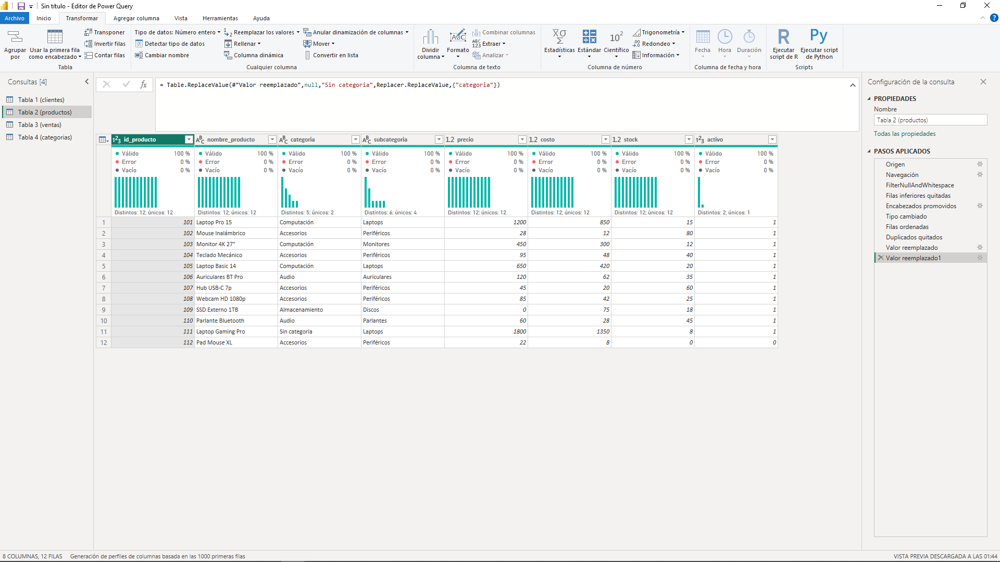 Sin título - Editor de Power Query
Archivo Inicio Transformar Agregar columna Vista Herramientas Ayuda
Agrupar por
Usar la primera fila como encabezado
Transponer
Invertir filas
Contar filas
Tabla
Tipo de datos: Número entero
Detectar tipo de datos
Cambiar nombre
Reemplazar los valores
Rellenar
Columna dinámica
Anular dinamización de columnas
Mover
Convertir en lista
Cualquier columna
Dividir columna
Formato
Combinar columnas
Extraer
Analizar
Columna de texto
Estadísticas
Estándar
Científico
Trigonometría
Redondeo
Información
Columna de número
Fecha
Hora
Duración
Columna de fecha y hora
Ejecutar script de R
Ejecutar script de Python
Scripts
Consultas [4]
Tabla 1 (clientes)
Tabla 2 (productos)
Tabla 3 (ventas)
Tabla 4 (categorias)
= Table.ReplaceValue(#"Valor reemplazado",null,"Sin categoria",Replacer.ReplaceValue,{"categoria"})
1²3 id_producto ABC nombre_producto ABC categoria ABC subcategoria 1.2 precio 1.2 costo 1.2 stock 1²3 activo
Válido 100 % Válido 100 % Válido 100 % Válido 100 % Válido 100 % Válido 100 % Válido 100 % Válido 100 %
Error 0 % Error 0 % Error 0 % Error 0 % Error 0 % Error 0 % Error 0 % Error 0 %
Vacío 0 % Vacío 0 % Vacío 0 % Vacío 0 % Vacío 0 % Vacío 0 % Vacío 0 % Vacío 0 %
Distintos: 12; únicos: 12 Distintos: 12; únicos: 12 Distintos: 5; únicos: 2 Distintos: 6; únicos: 4 Distintos: 12; únicos: 12 Distintos: 12; únicos: 12 Distintos: 12; únicos: 12 Distintos: 2; únicos: 1
1 101 Laptop Pro 15 Computación Laptops 1200 850 15 1
2 102 Mouse Inalámbrico Accesorios Periféricos 28 12 80 1
3 103 Monitor 4K 27" Computación Monitores 450 300 12 1
4 104 Teclado Mecánico Accesorios Periféricos 95 48 40 1
5 105 Laptop Basic 14 Computación Laptops 650 420 20 1
6 106 Auriculares BT Pro Audio Auriculares 120 62 35 1
7 107 Hub USB-C 7p Accesorios Periféricos 45 20 60 1
8 108 Webcam HD 1080p Accesorios Periféricos 85 42 25 1
9 109 SSD Externo 1TB Almacenamiento Discos 0 75 18 1
10 110 Parlante Bluetooth Audio Parlantes 60 28 45 1
11 111 Laptop Gaming Pro Sin categoria Laptops 1800 1350 8 1
12 112 Pad Mouse XL Accesorios Periféricos 22 8 0 0
Configuración de la consulta
PROPIEDADES
Nombre
Tabla 2 (productos)
Todas las propiedades
PASOS APLICADOS
Origen
Navegación
FilterNullAndWhitespace
Filas inferiores quitadas
Encabezados promovidos
Tipo cambiado
Filas ordenadas
Duplicados quitados
Valor reemplazado
Valor reemplazado1
8 COLUMNAS, 12 FILAS Generación de perfiles de columnas basada en las 1000 primeras filas
VISTA PREVIA DESCARGADA A LAS 01:44